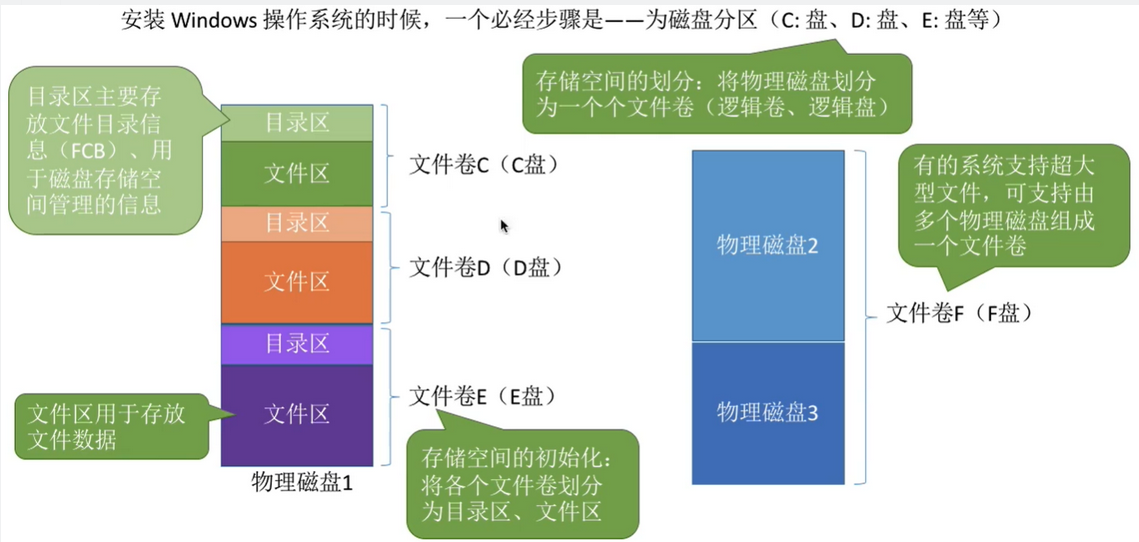 安装 Windows 操作系统的时候，一个必经步骤是——为磁盘分区（C: 盘、D: 盘、E: 盘等）
存储空间的划分：将物理磁盘划分
为一个个文件卷（逻辑卷、逻辑盘）
目录区主要存
放文件目录信
息（FCB）、用
于磁盘存储空
间管理的信息
目录区
文件区
文件卷C（C盘）
目录区
文件区
文件卷D（D盘）
目录区
文件区
文件卷E（E盘）
文件区用于存放
文件数据
物理磁盘1
存储空间的初始化：
将各个文件卷划分
为目录区、文件区
物理磁盘2
物理磁盘3
有的系统支持超大
型文件，可支持由
多个物理磁盘组成
一个文件卷
文件卷F（F盘）